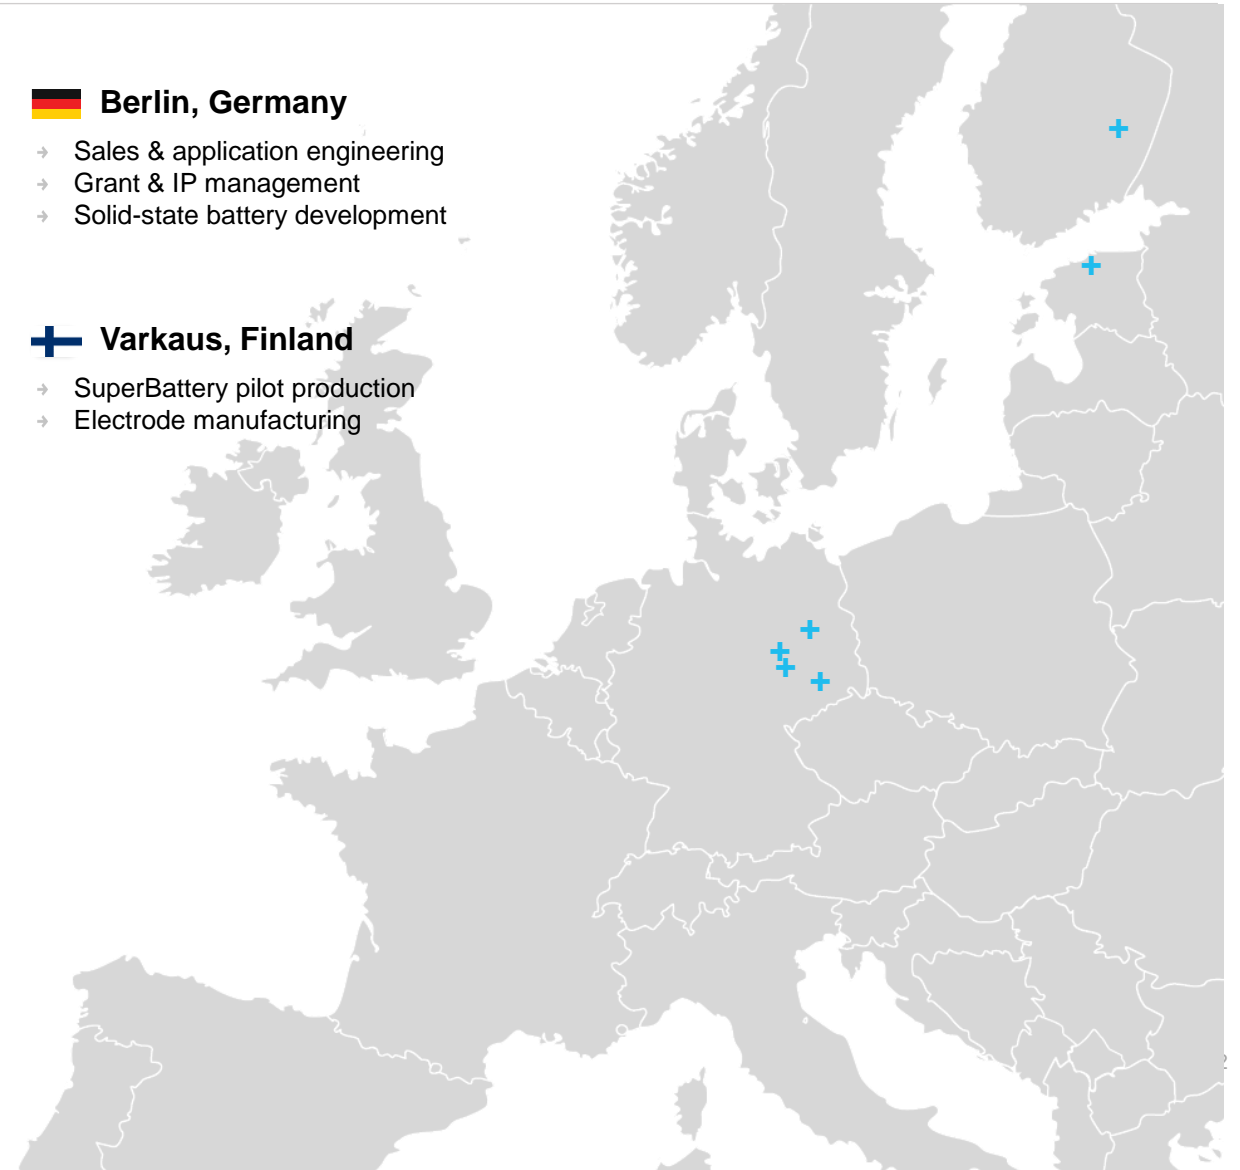 Berlin, Germany
Sales & application engineering
Grant & IP management
Solid-state battery development
Varkaus, Finland
SuperBattery pilot production
Electrode manufacturing
2